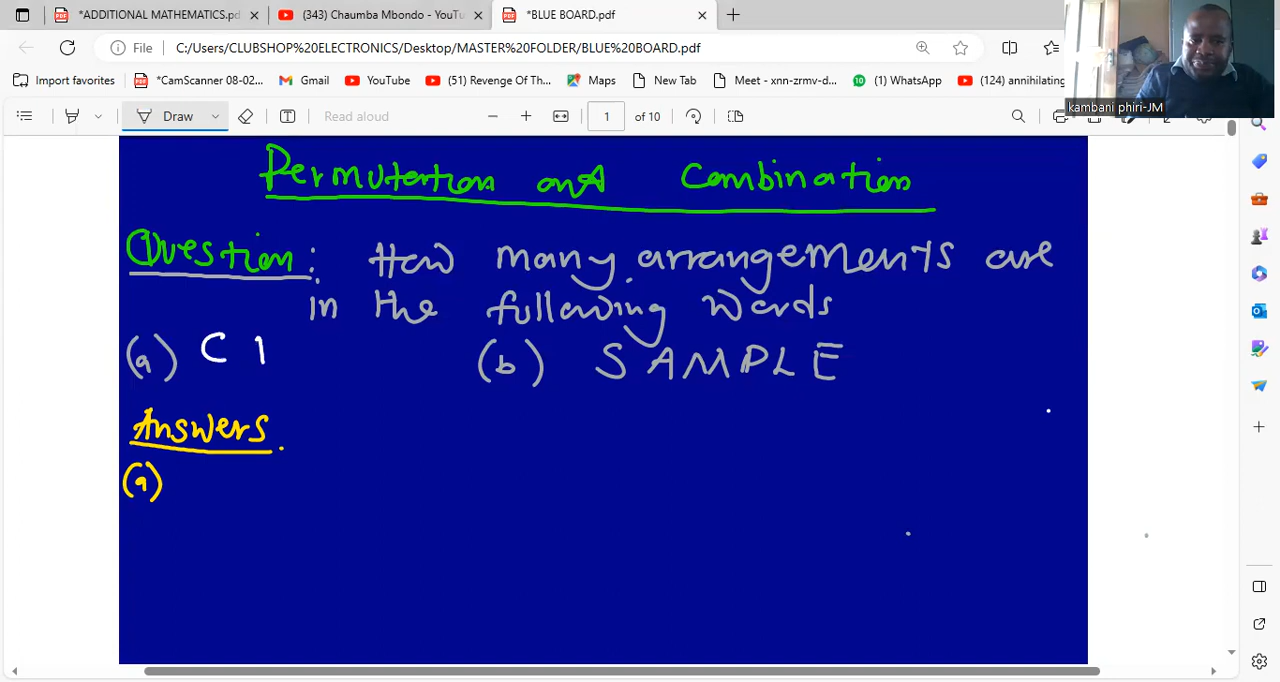 *ADDITIONAL MATHEMATICS.pd
(343) Chaumba Mbondo - YouTu
*BLUE BOARD.pdf
File
C:/Users/CLUBSHOP%20ELECTRONICS/Desktop/MASTER%20FOLDER/BLUE%20BOARD.pdf
Import favorites
*CamScanner 08-02...
Gmail
YouTube
(51) Revenge Of Th...
Maps
New Tab
Meet - xnn-zrmv-d...
(1) WhatsApp
(124) annihilating
kambani phiri-JM
Draw
Read aloud
1
of 10
Permutation and Combination
Question: How many arrangements are
in the following words
(a) C I
(b) SAMPLE
Answers.
(a)